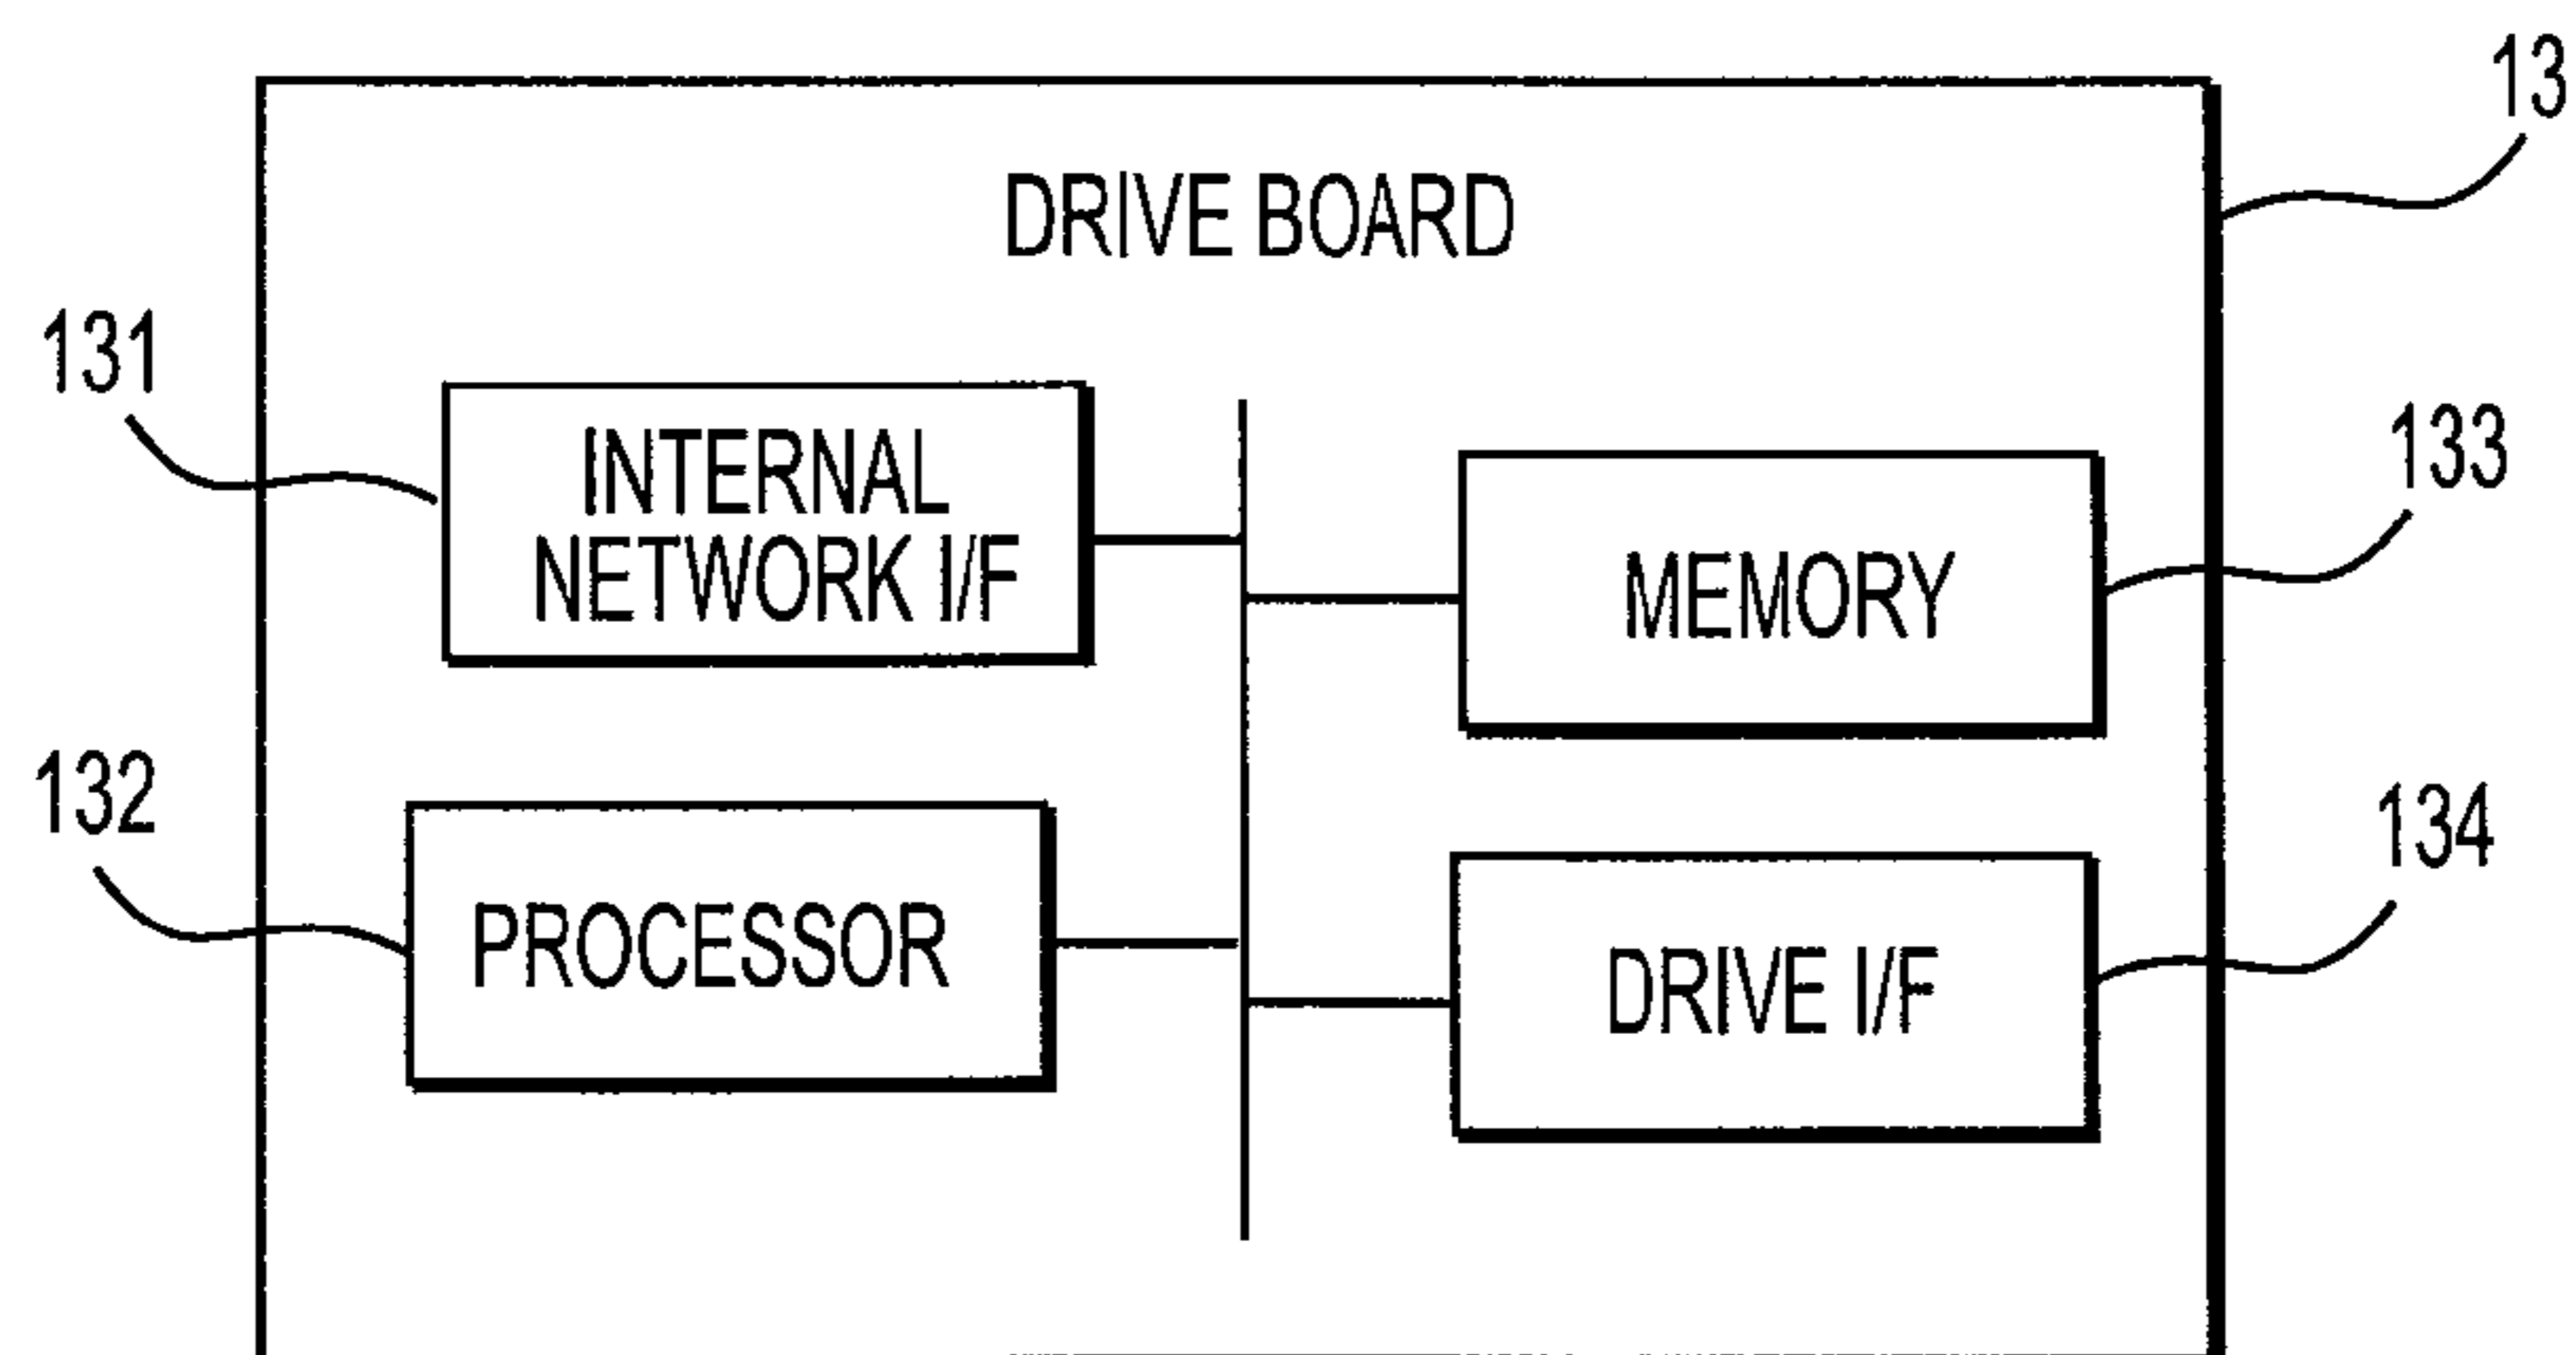 13
DRIVE BOARD
131
INTERNAL
NETWORK I/F
133
MEMORY
132
PROCESSOR
134
DRIVE I/F